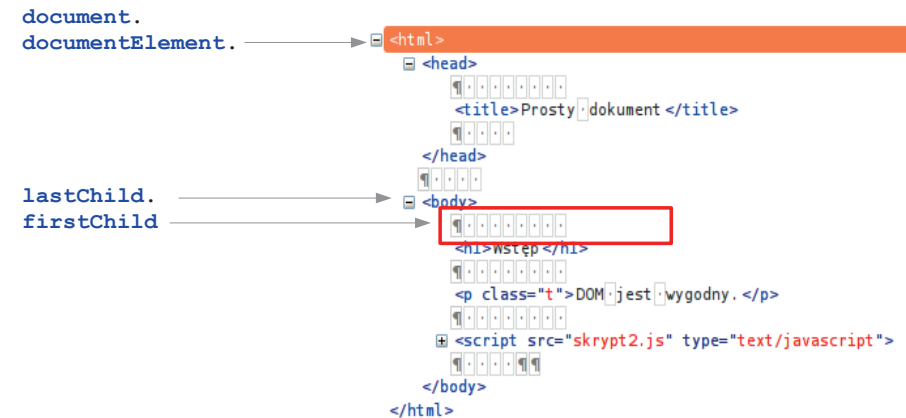 document.
documentElement.
<html>
<head>
¶········
<title>Prosty·dokument</title>
¶····
</head>
¶····
lastChild.
<body>
firstChild
¶········
<h1>Wstęp</h1>
¶········
<p class="t">DOM·jest·wygodny.</p>
¶········
<script src="skrypt2.js" type="text/javascript">
¶····¶¶
</body>
</html>